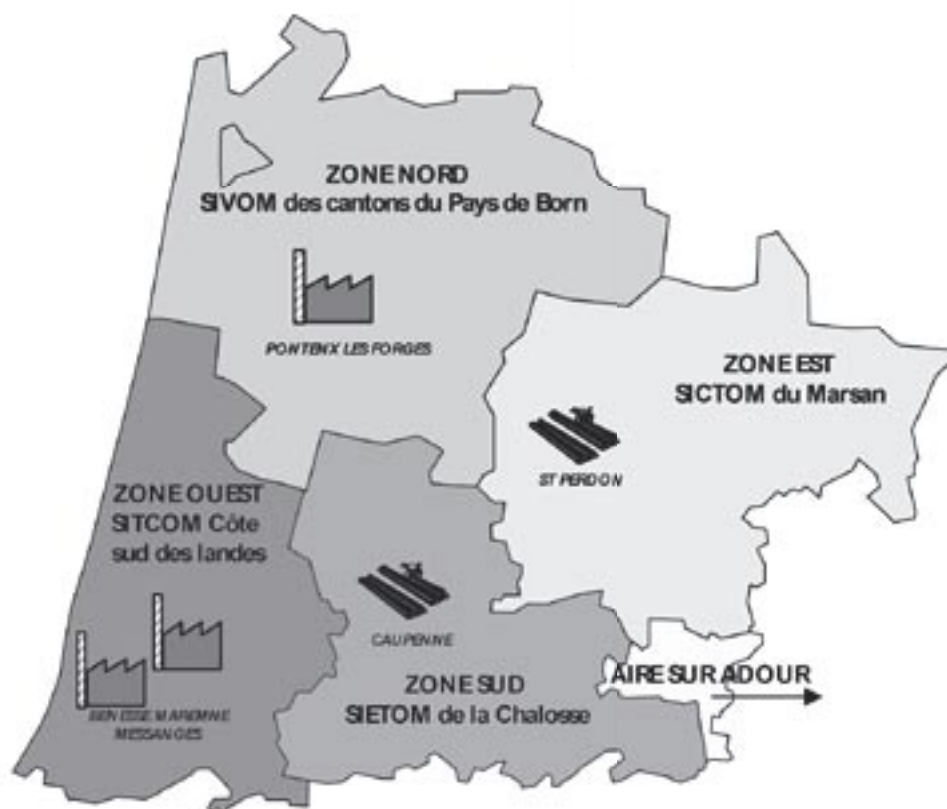 ZONE NORD
SIVOM des cantons du Pays de Born
PONTENX LES FORGES
ZONE EST
SICTOM du Marsan
ST PERDON
ZONE OUEST
SITCOM Côte
sud des landes
BENESSE MAREMNE
MESSANGES
CAUPENNE
ZONE SUD
SIETOM de la Chalosse
AIRE SUR ADOUR